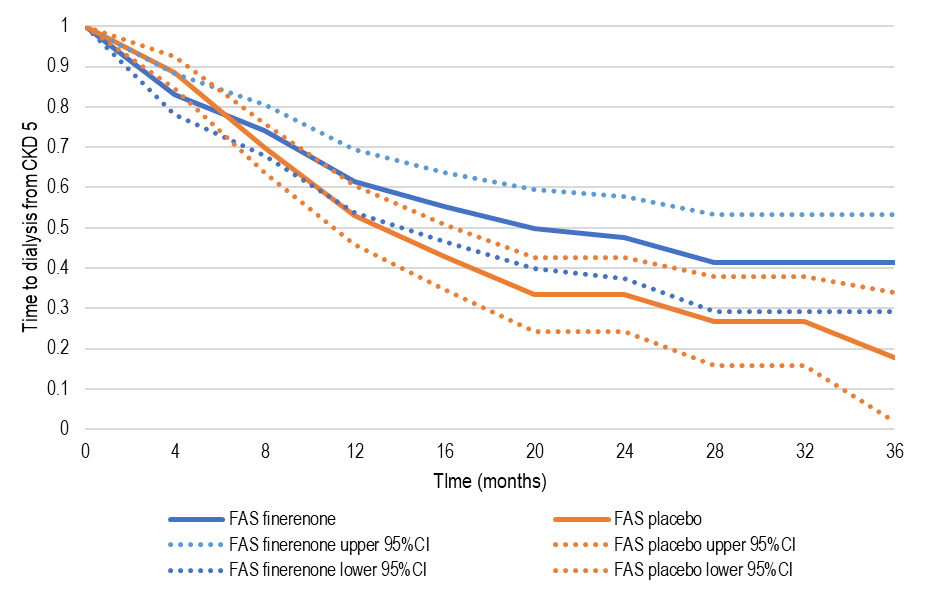 Time to dialysis from CKD 5
1
0.9
0.8
0.7
0.6
0.5
0.4
0.3
0.2
0.1
0
0 4 8 12 16 20 24 28 32 36
TIme (months)
FAS finerenone FAS placebo
FAS finerenone upper 95%CI FAS placebo upper 95%CI
FAS finerenone lower 95%CI FAS placebo lower 95%CI